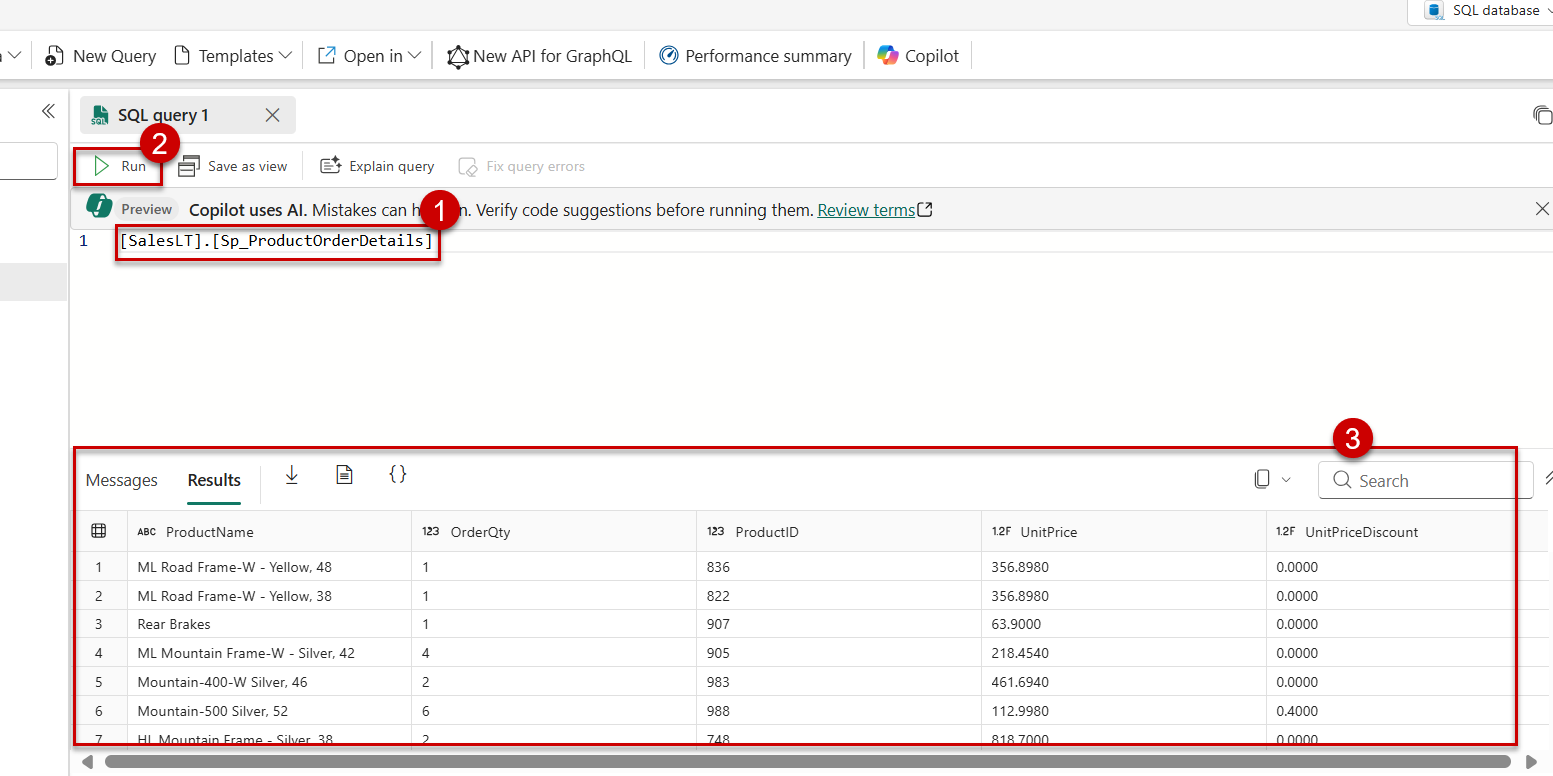 SQL database
New Query Templates Open in New API for GraphQL Performance summary Copilot
SQL query 1
2
Run Save as view Explain query Fix query errors
1
Preview Copilot uses AI. Mistakes can Verify code suggestions before running them. Review terms
1 [SalesLT].[Sp_ProductOrderDetails]
3
Messages Results {} Search
ABC ProductName 123 OrderQty 123 ProductID 1.2F UnitPrice 1.2F UnitPriceDiscount
1 ML Road Frame-W - Yellow, 48 1 836 356.8980 0.0000
2 ML Road Frame-W - Yellow, 38 1 822 356.8980 0.0000
3 Rear Brakes 1 907 63.9000 0.0000
4 ML Mountain Frame-W - Silver, 42 4 905 218.4540 0.0000
5 Mountain-400-W Silver, 46 2 983 461.6940 0.0000
6 Mountain-500 Silver, 52 6 988 112.9980 0.4000
7 HL Mountain Frame - Silver, 38 2 748 818.7000 0.0000